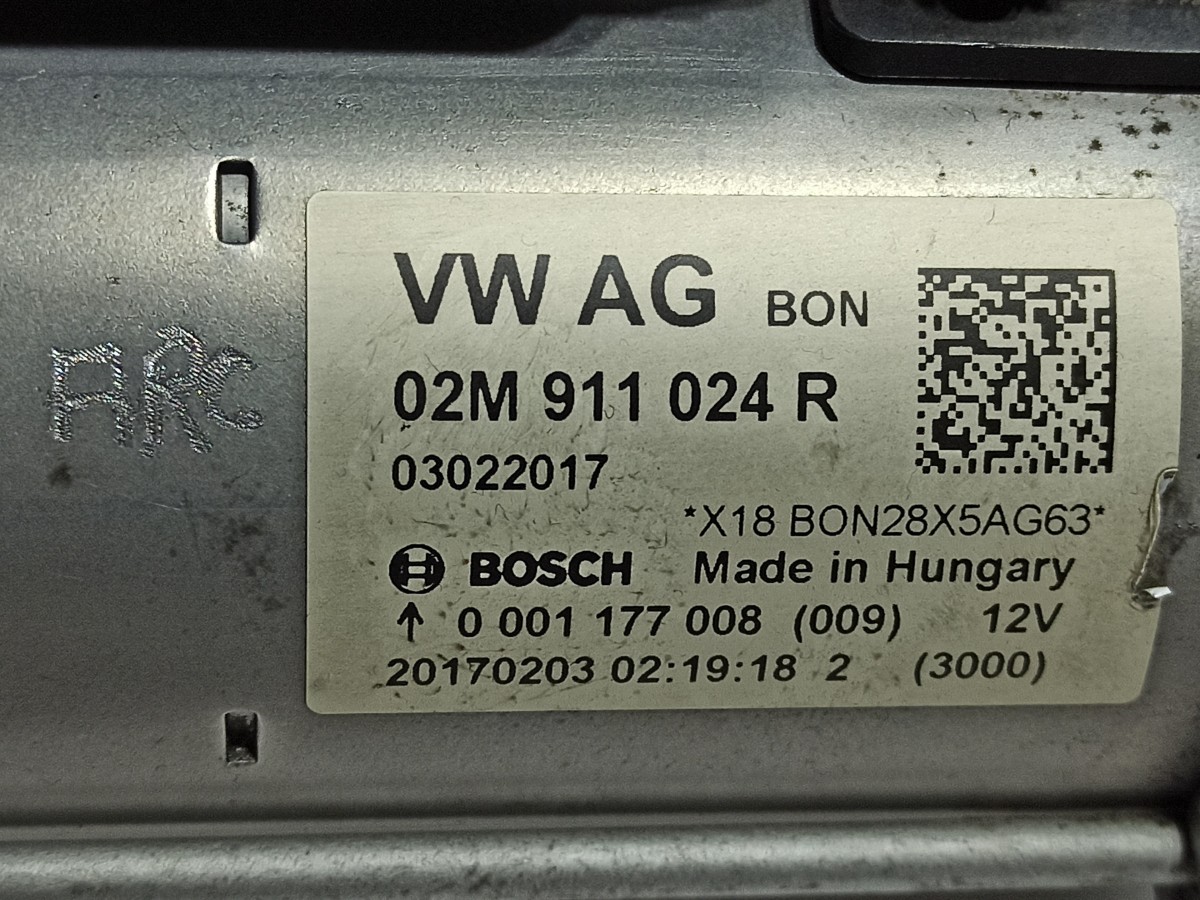 VW AG BON
02M 911 024 R
03022017
*X18 BON28X5AG63*
BOSCH Made in Hungary
↑ 0 001 177 008 (009) 12V
20170203 02:19:18 2 (3000)
ARC